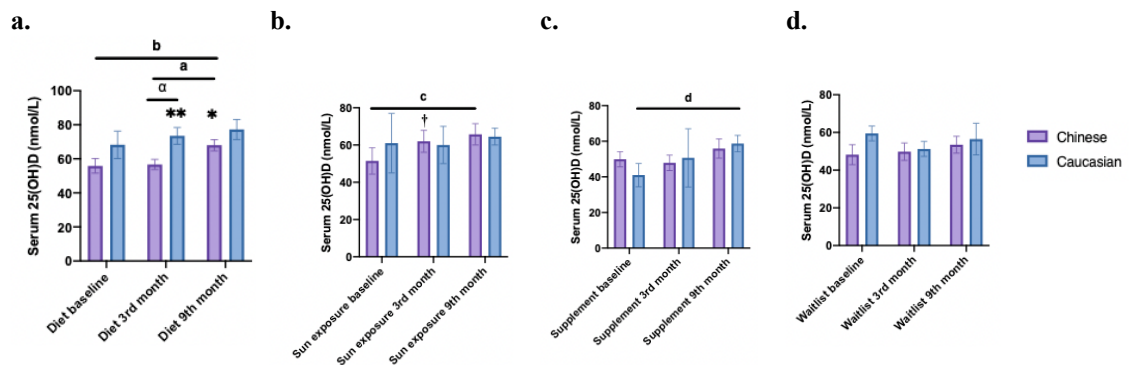 a.
b
a
α
**
*
Serum 25(OH)D (nmol/L)
100
80
60
40
20
0
Diet baseline
Diet 3rd month
Diet 9th month
b.
c
†
Serum 25(OH)D (nmol/L)
80
60
40
20
0
Sun exposure baseline
Sun exposure 3rd month
Sun exposure 9th month
c.
d
Serum 25(OH)D (nmol/L)
80
60
40
20
0
Supplement baseline
Supplement 3rd month
Supplement 9th month
d.
Serum 25(OH)D (nmol/L)
80
60
40
20
0
Waitlist baseline
Waitlist 3rd month
Waitlist 9th month
Chinese
Caucasian